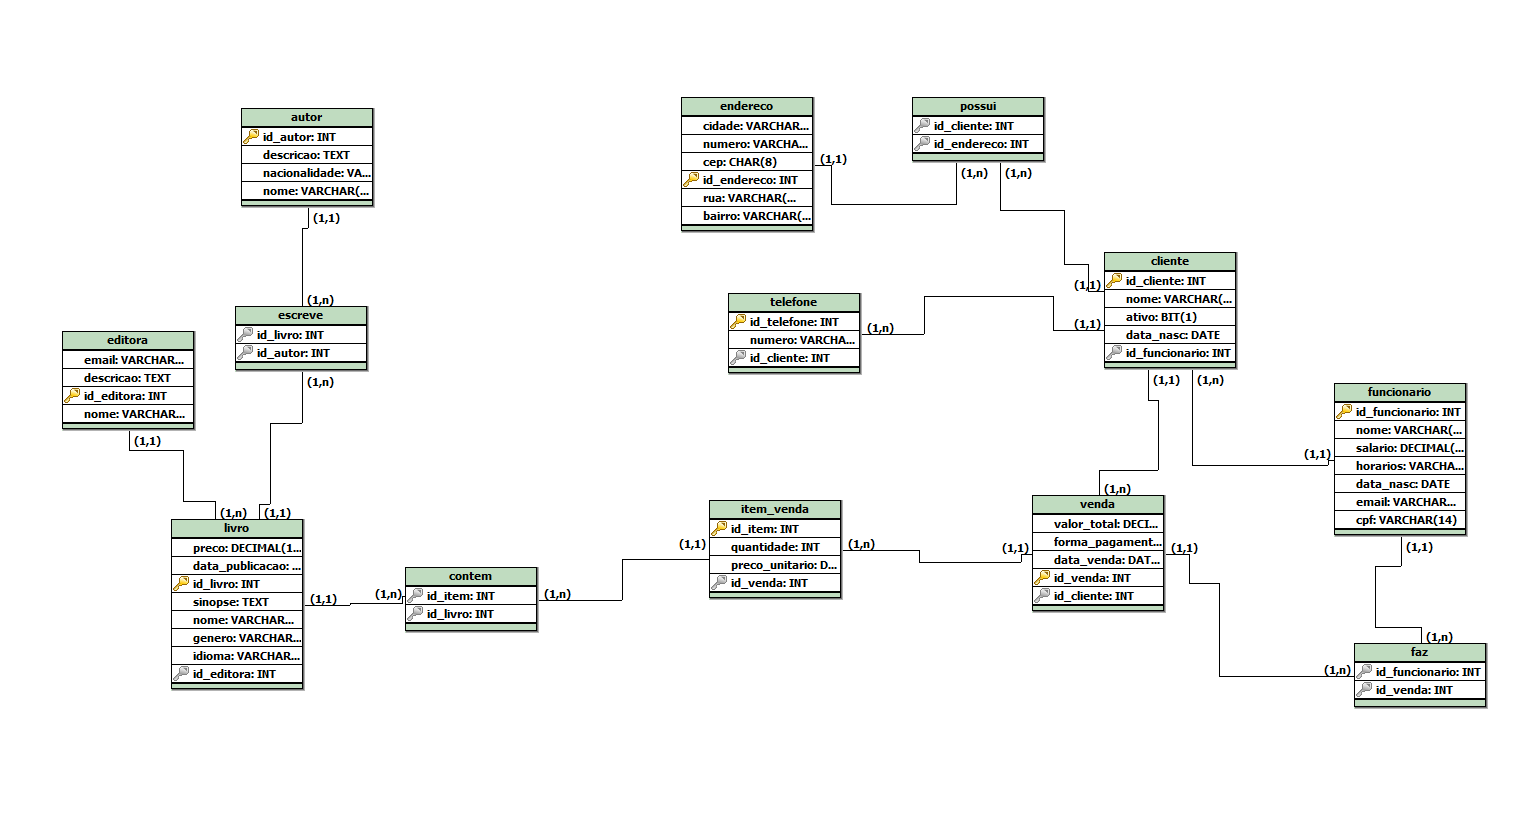 autor
id_autor: INT
descricao: TEXT
nacionalidade: VA...
nome: VARCHAR(...
(1,1)
(1,n)
escreve
id_livro: INT
id_autor: INT
(1,n)
editora
email: VARCHAR...
descricao: TEXT
id_editora: INT
nome: VARCHAR...
(1,1)
(1,n)
(1,1)
livro
preco: DECIMAL(1...
data_publicacao: ...
id_livro: INT
sinopse: TEXT
nome: VARCHAR...
genero: VARCHAR...
idioma: VARCHAR...
id_editora: INT
(1,1)
(1,n)
contem
id_item: INT
id_livro: INT
(1,n)
(1,1)
item_venda
id_item: INT
quantidade: INT
preco_unitario: D...
id_venda: INT
(1,n)
(1,1)
endereco
cidade: VARCHAR...
numero: VARCHA...
cep: CHAR(8)
id_endereco: INT
rua: VARCHAR(...
bairro: VARCHAR(...
(1,1)
possui
id_cliente: INT
id_endereco: INT
(1,n)
(1,n)
telefone
id_telefone: INT
numero: VARCHA...
id_cliente: INT
(1,n)
(1,1)
(1,1)
cliente
id_cliente: INT
nome: VARCHAR(...
ativo: BIT(1)
data_nasc: DATE
id_funcionario: INT
(1,1)
(1,n)
(1,n)
venda
valor_total: DECI...
forma_pagament...
data_venda: DAT...
id_venda: INT
id_cliente: INT
(1,1)
(1,1)
funcionario
id_funcionario: INT
nome: VARCHAR(...
salario: DECIMAL(...
horarios: VARCHA...
data_nasc: DATE
email: VARCHAR...
cpf: VARCHAR(14)
(1,1)
(1,n)
(1,n)
faz
id_funcionario: INT
id_venda: INT